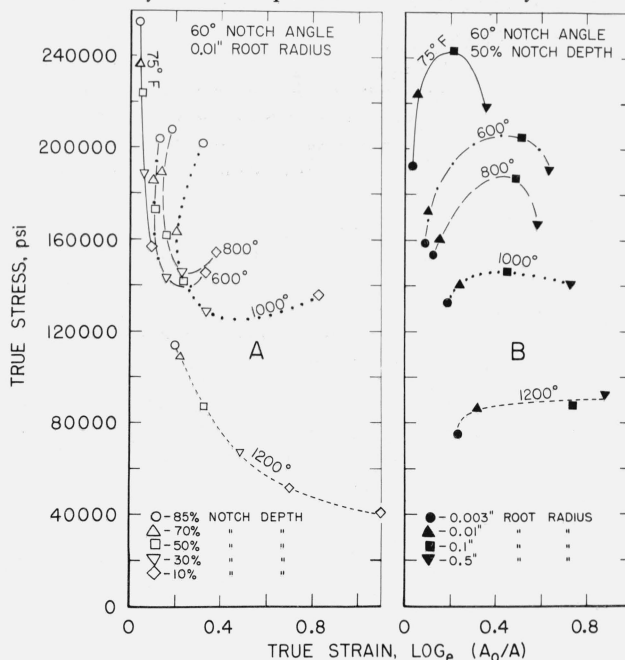 60° NOTCH ANGLE
0.01" ROOT RADIUS
60° NOTCH ANGLE
50% NOTCH DEPTH
240000
200000
160000
120000
80000
40000
0
TRUE STRESS, psi
75° F
800°
600°
1000°
1200°
A
75° F
600°
800°
1000°
1200°
B
-85% NOTCH DEPTH
-70% " "
-50% " "
-30% " "
-10% " "
-0.003" ROOT RADIUS
-0.01" " "
-0.1" " "
-0.5" " "
0 0.4 0.8
0 0.4 0.8
TRUE STRAIN, LOGe (Ao/A)